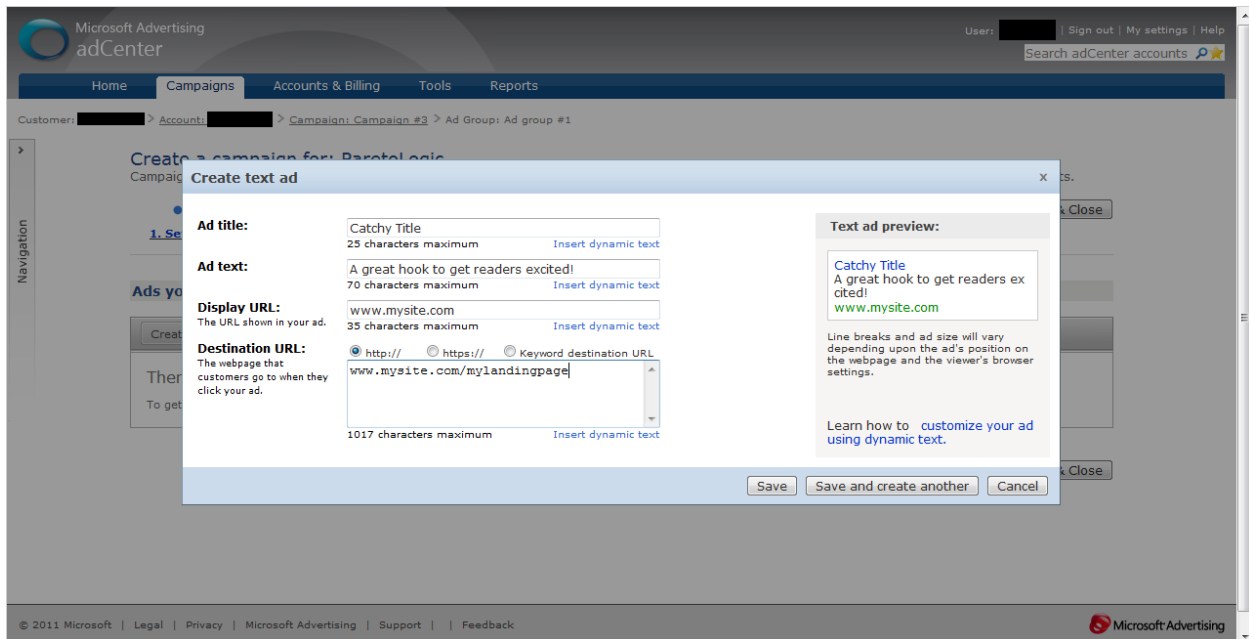 Microsoft Advertising
adCenter
User: | Sign out | My settings | Help
Search adCenter accounts
Home Campaigns Accounts & Billing Tools Reports
Customer: > Account: > Campaign: Campaign #3 > Ad Group: Ad group #1
Create a campaign for: ParetoLogic
Campaig ts.
Create text ad x
& Close
1. Se
Navigation
Ads yo
Creat
Ther
To get
Ad title: Catchy Title
25 characters maximum Insert dynamic text
Ad text: A great hook to get readers excited!
70 characters maximum Insert dynamic text
Display URL: www.mysite.com
The URL shown in your ad. 35 characters maximum Insert dynamic text
Destination URL: http:// https:// Keyword destination URL
The webpage that
customers go to when they
click your ad.
www.mysite.com/mylandingpage
1017 characters maximum Insert dynamic text
Text ad preview:
Catchy Title
A great hook to get readers ex
cited!
www.mysite.com
Line breaks and ad size will vary
depending upon the ad's position on
the webpage and the viewer's browser
settings.
Learn how to customize your ad
using dynamic text.
Save Save and create another Cancel
& Close
© 2011 Microsoft | Legal | Privacy | Microsoft Advertising | Support | | Feedback
Microsoft Advertising